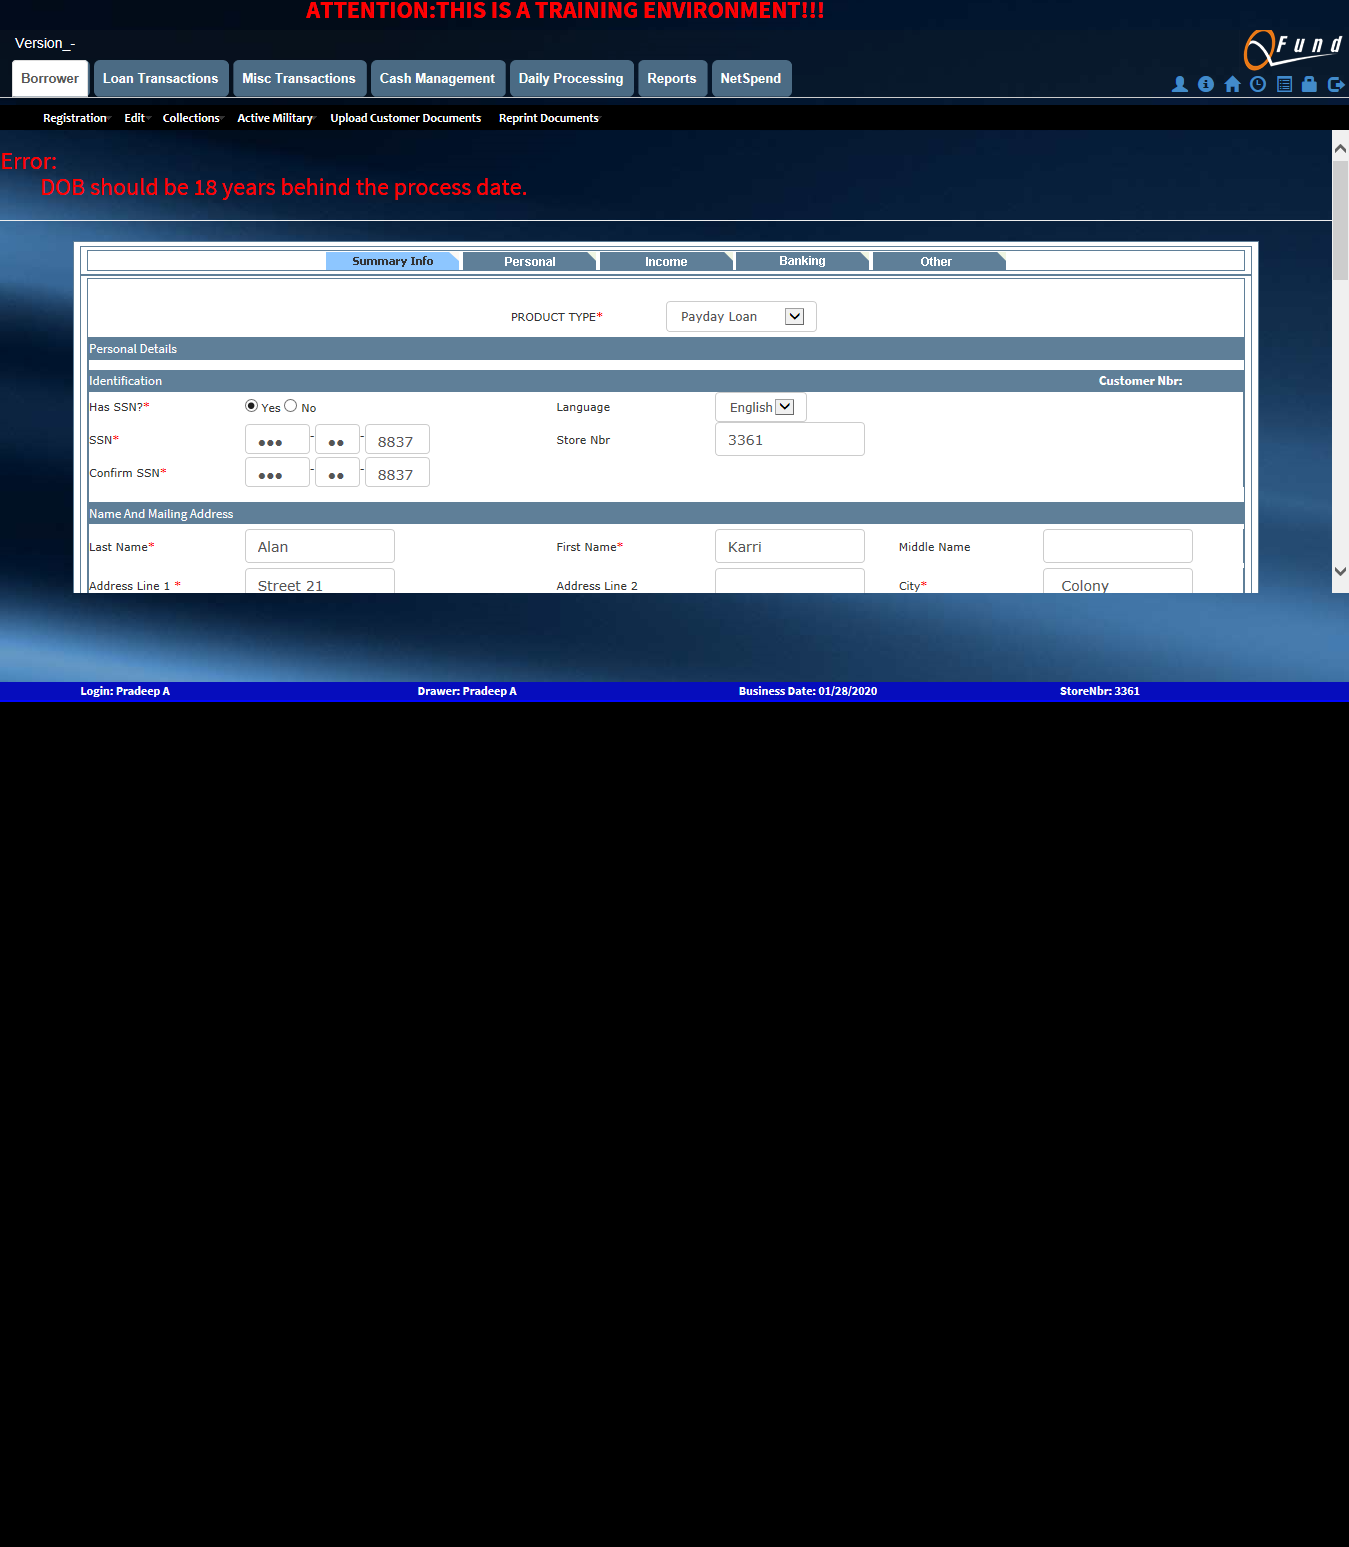 ATTENTION:THIS IS A TRAINING ENVIRONMENT!!!
Version_-
QFund
Borrower Loan Transactions Misc Transactions Cash Management Daily Processing Reports NetSpend
Registration Edit Collections Active Military Upload Customer Documents Reprint Documents
Error:
DOB should be 18 years behind the process date.
Summary Info Personal Income Banking Other
PRODUCT TYPE* Payday Loan
Personal Details
Identification Customer Nbr:
Has SSN?* Yes No Language English
SSN* ●●● - ●● - 8837 Store Nbr 3361
Confirm SSN* ●●● - ●● - 8837
Name And Mailing Address
Last Name* Alan First Name* Karri Middle Name
Address Line 1 * Street 21 Address Line 2 City* Colony
Login: Pradeep A Drawer: Pradeep A Business Date: 01/28/2020 StoreNbr: 3361